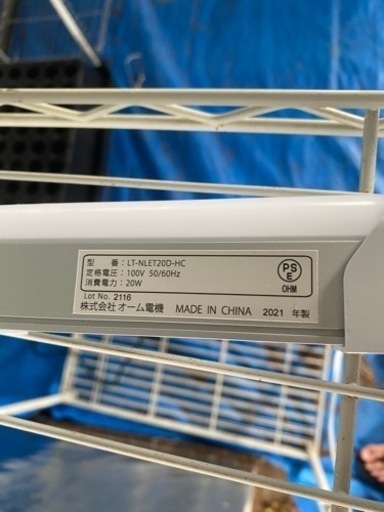 型 番：LT-NLET20D-HC
定格電圧：100V 50/60Hz
消費電力：20W
Lot No. 2116
株式会社 オーム電機 MADE IN CHINA 2021 年製
PS
E
OHM